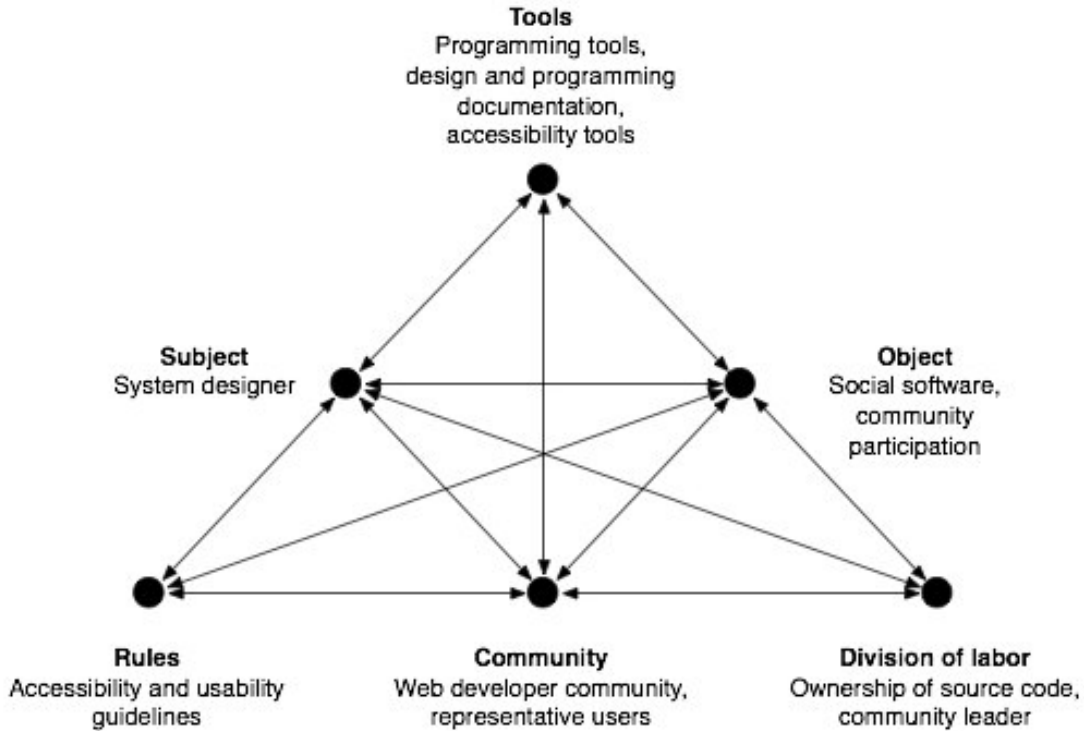 Tools
Programming tools,
design and programming
documentation,
accessibility tools
Subject
System designer
Object
Social software,
community
participation
Rules
Accessibility and usability
guidelines
Community
Web developer community,
representative users
Division of labor
Ownership of source code,
community leader